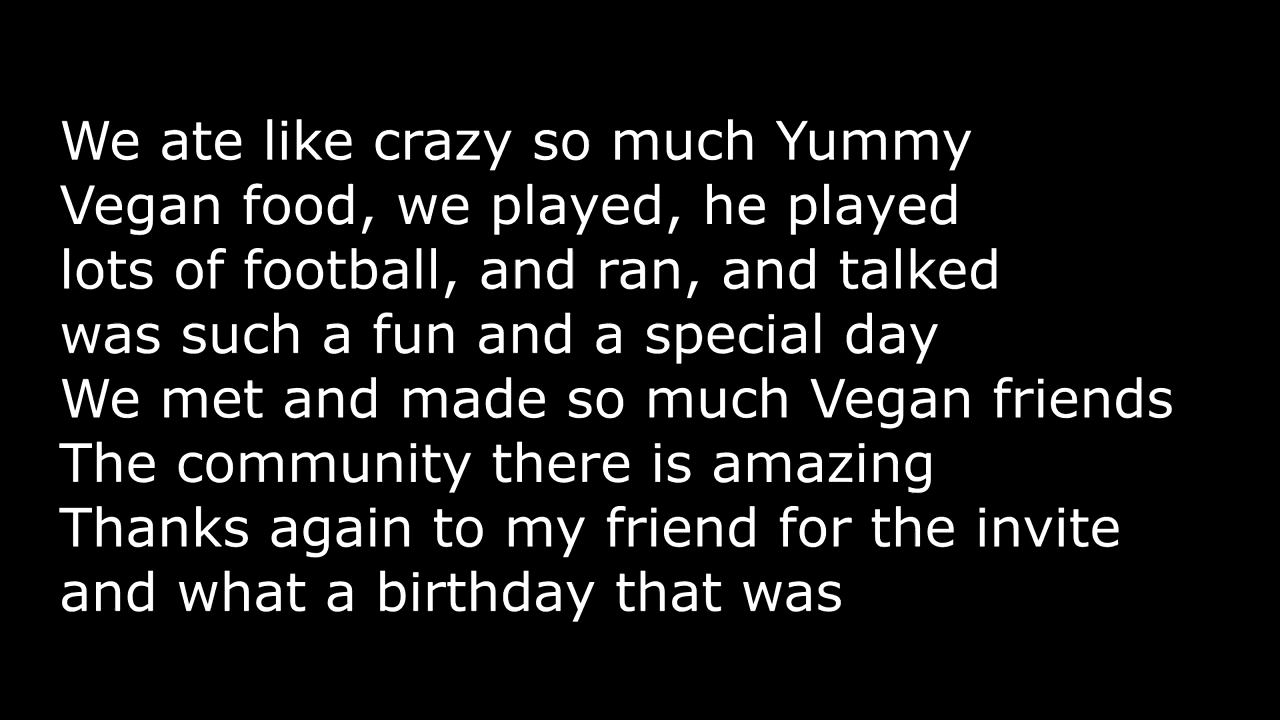 We ate like crazy so much Yummy
Vegan food, we played, he played
lots of football, and ran, and talked
was such a fun and a special day
We met and made so much Vegan friends
The community there is amazing
Thanks again to my friend for the invite
and what a birthday that was